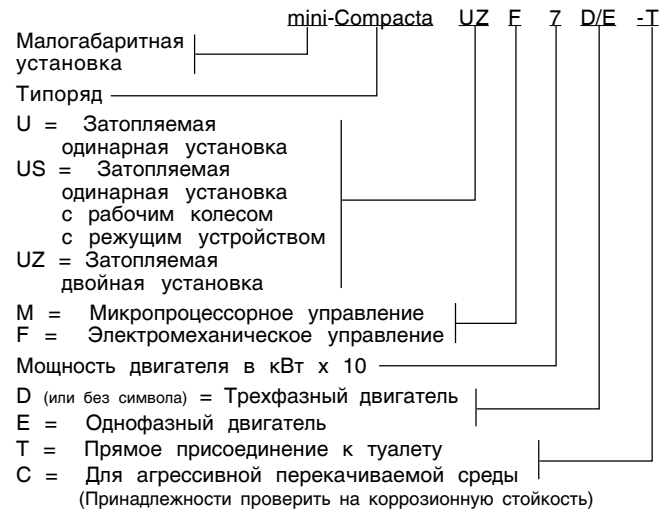 mini-Compacta UZ F 7 D/E -T
Малогабаритная
установка
Типоряд
U = Затопляемая
одинарная установка
US = Затопляемая
одинарная установка
с рабочим колесом
с режущим устройством
UZ = Затопляемая
двойная установка
M = Микропроцессорное управление
F = Электромеханическое управление
Мощность двигателя в кВт х 10
D (или без символа) = Трехфазный двигатель
E = Однофазный двигатель
T = Прямое присоединение к туалету
C = Для агрессивной перекачиваемой среды
(Принадлежности проверить на коррозионную стойкость)